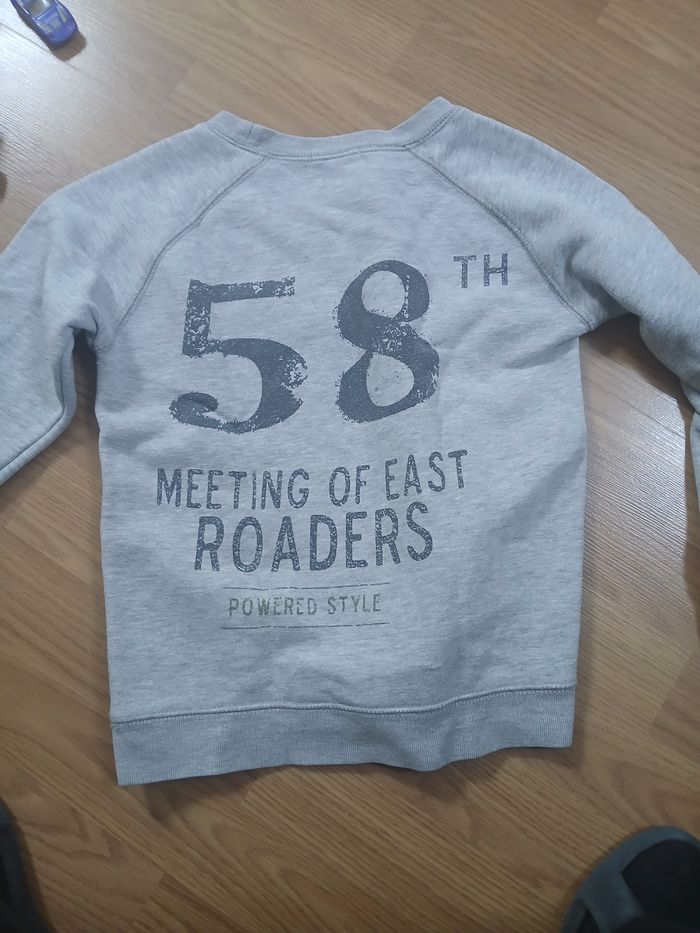 58TH
MEETING OF EAST
ROADERS
POWERED STYLE